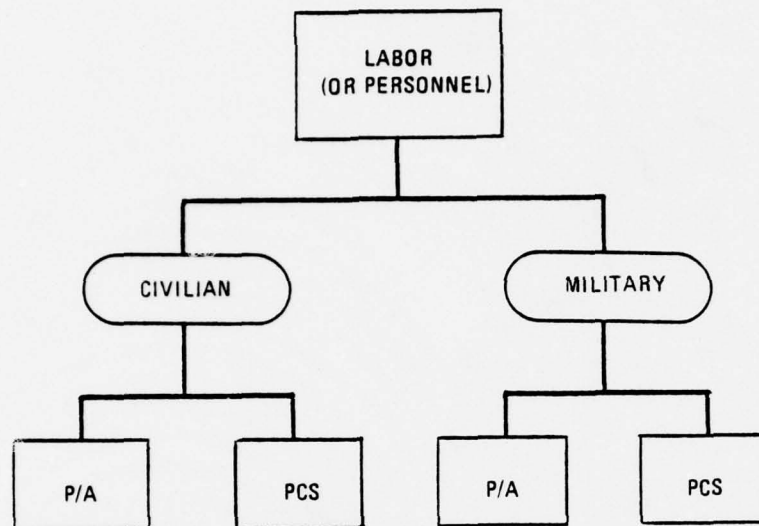 LABOR
(OR PERSONNEL)
CIVILIAN
MILITARY
P/A
PCS
P/A
PCS